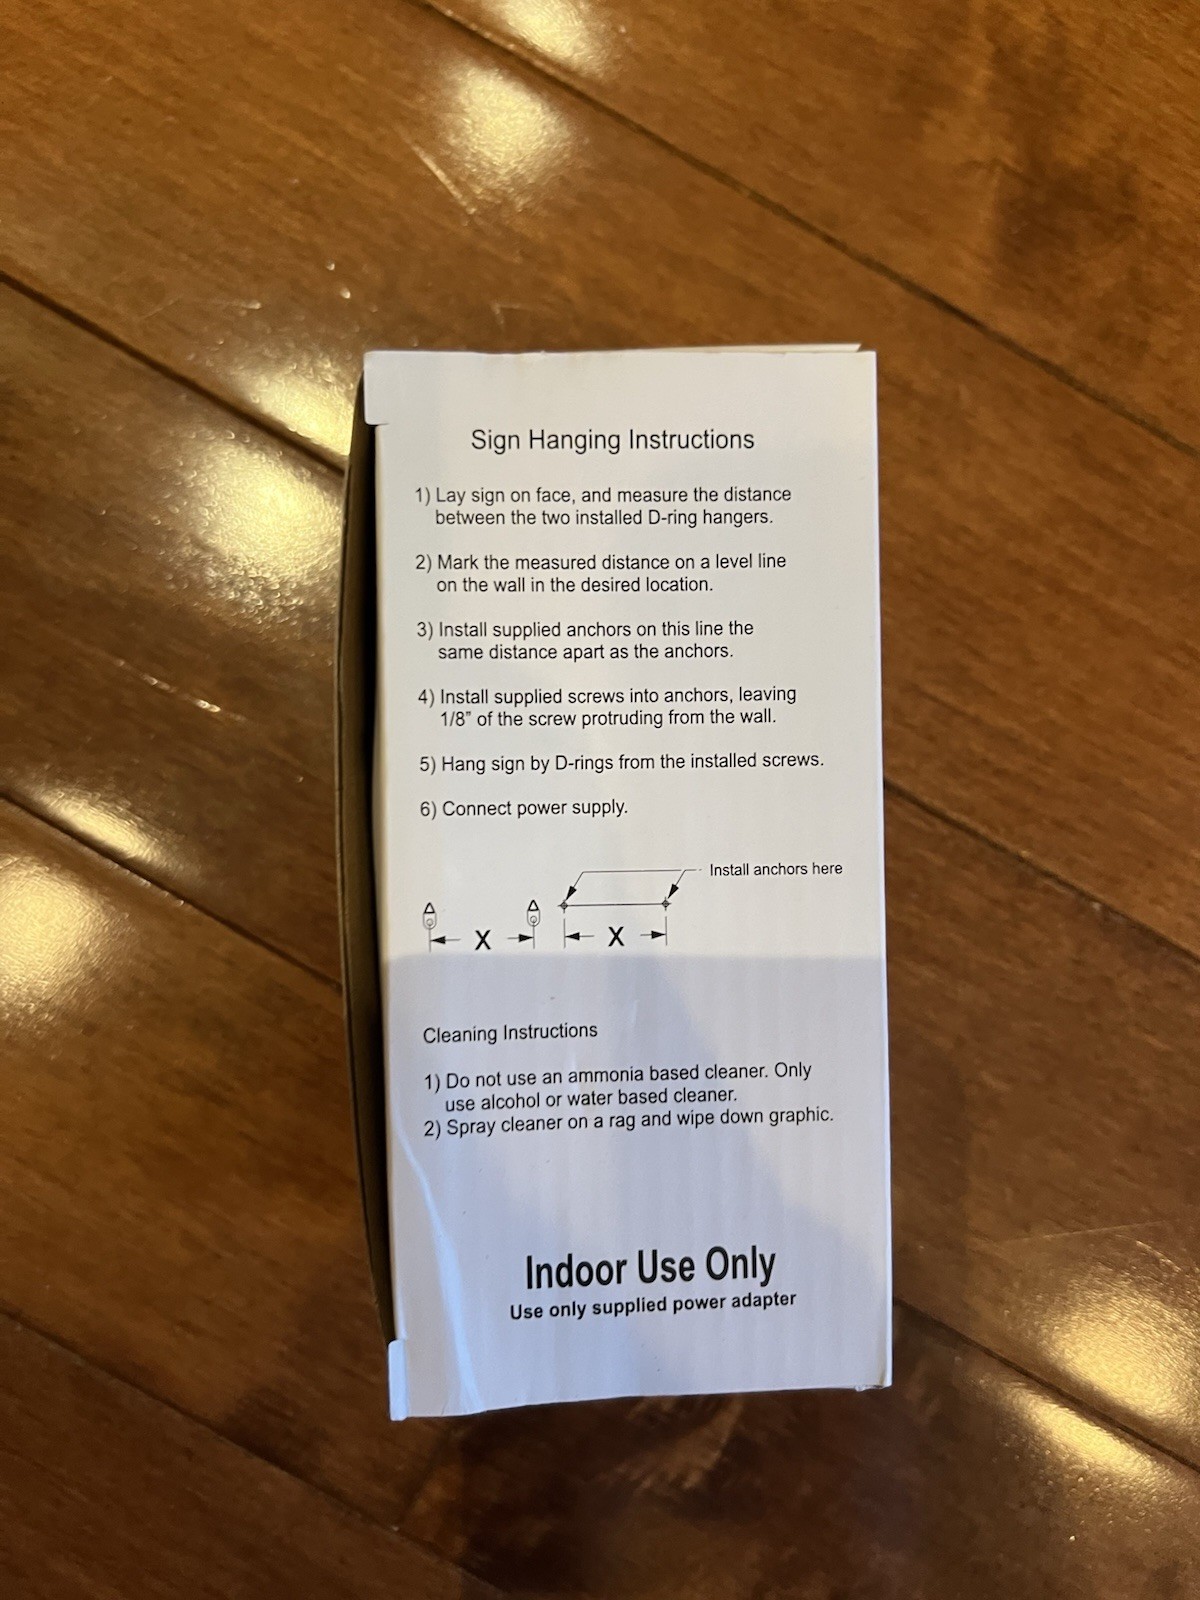 Sign Hanging Instructions
1) Lay sign on face, and measure the distance
between the two installed D-ring hangers.
2) Mark the measured distance on a level line
on the wall in the desired location.
3) Install supplied anchors on this line the
same distance apart as the anchors.
4) Install supplied screws into anchors, leaving
1/8" of the screw protruding from the wall.
5) Hang sign by D-rings from the installed screws.
6) Connect power supply.
Install anchors here
X X
Cleaning Instructions
1) Do not use an ammonia based cleaner. Only
use alcohol or water based cleaner.
2) Spray cleaner on a rag and wipe down graphic.
Indoor Use Only
Use only supplied power adapter